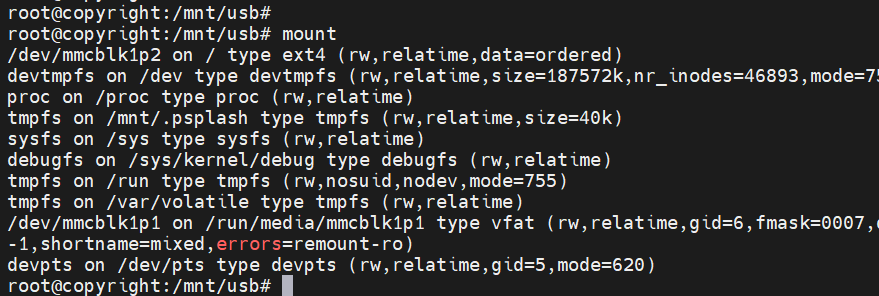 root@copyright:/mnt/usb#
root@copyright:/mnt/usb# mount
/dev/mmcblk1p2 on / type ext4 (rw,relatime,data=ordered)
devtmpfs on /dev type devtmpfs (rw,relatime,size=187572k,nr_inodes=46893,mode=75
proc on /proc type proc (rw,relatime)
tmpfs on /mnt/.psplash type tmpfs (rw,relatime,size=40k)
sysfs on /sys type sysfs (rw,relatime)
debugfs on /sys/kernel/debug type debugfs (rw,relatime)
tmpfs on /run type tmpfs (rw,nosuid,nodev,mode=755)
tmpfs on /var/volatile type tmpfs (rw,relatime)
/dev/mmcblk1p1 on /run/media/mmcblk1p1 type vfat (rw,relatime,gid=6,fmask=0007,
-1,shortname=mixed,errors=remount-ro)
devpts on /dev/pts type devpts (rw,relatime,gid=5,mode=620)
root@copyright:/mnt/usb#